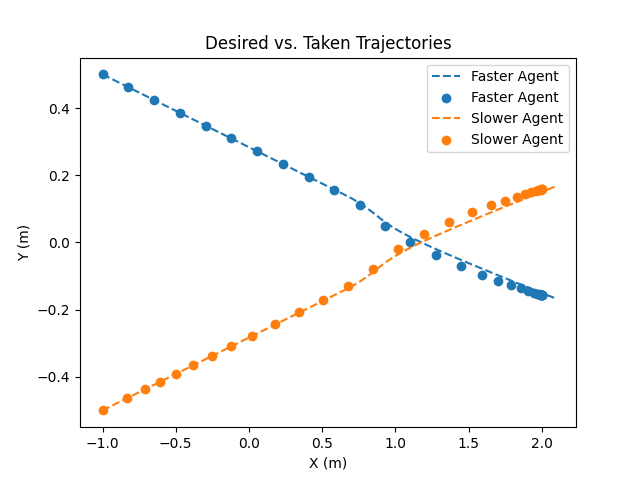 Desired vs. Taken Trajectories
Faster Agent
Faster Agent
Slower Agent
Slower Agent
Y (m)
0.4
0.2
0.0
−0.2
−0.4
−1.0 −0.5 0.0 0.5 1.0 1.5 2.0
X (m)